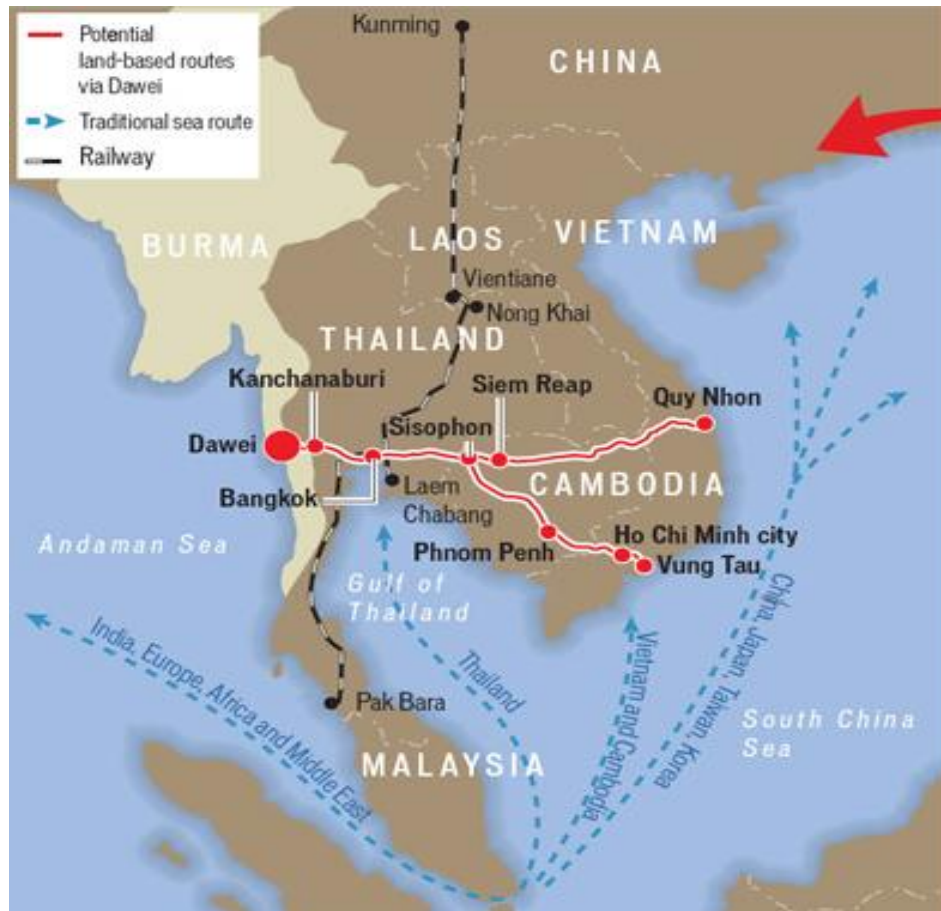 Potential
land-based routes
via Dawei
Traditional sea route
Railway
Kunming
CHINA
BURMA
LAOS
VIETNAM
Vientiane
Nong Khai
THAILAND
Kanchanaburi
Siem Reap
Quy Nhon
Sisophon
Dawei
Bangkok
Laem
Chabang
CAMBODIA
Andaman Sea
Phnom Penh
Ho Chi Minh city
Vung Tau
Gulf of
Thailand
India, Europe, Africa and Middle East
Thailand
Vietnam and Cambodia
China, Japan, Taiwan, Korea
Pak Bara
South China
Sea
MALAYSIA